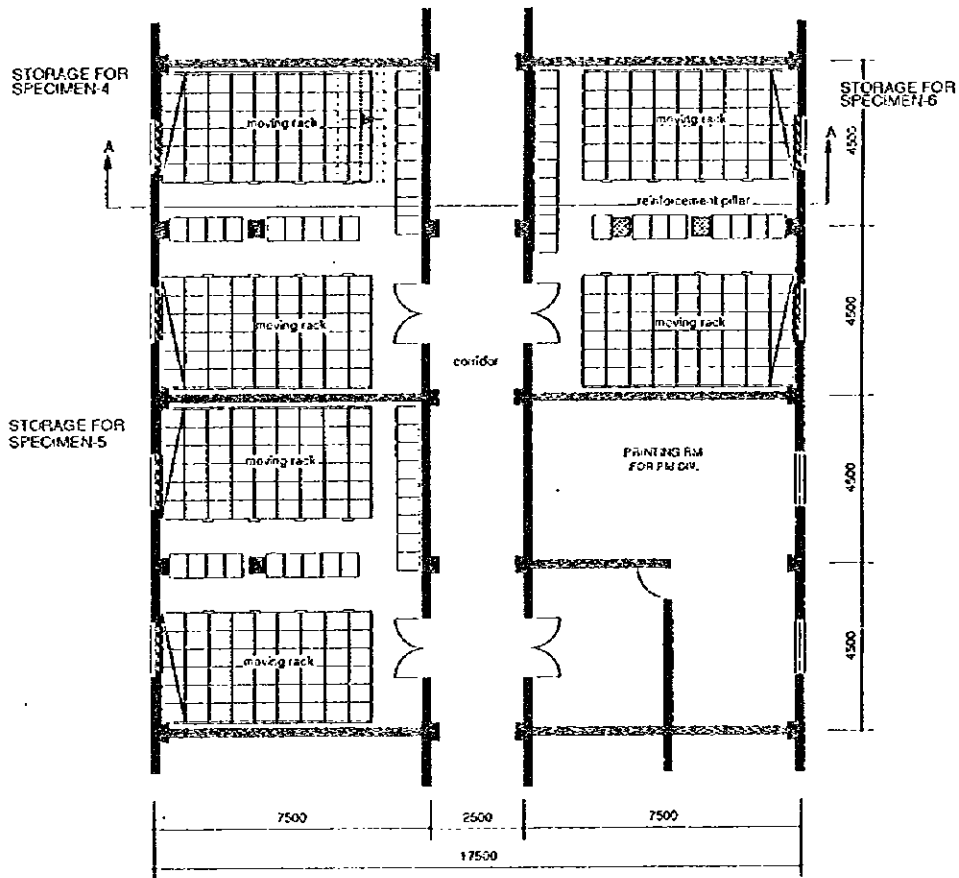 STORAGE FOR
SPECIMEN-4
moving rack
moving rack
STORAGE FOR
SPECIMEN-6
A
A
4500
reinforcement pillar
moving rack
moving rack
4500
corridor
STORAGE FOR
SPECIMEN-5
moving rack
PRINTING RM
FOR PM DIV.
4500
moving rack
4500
7500
2500
7500
17500